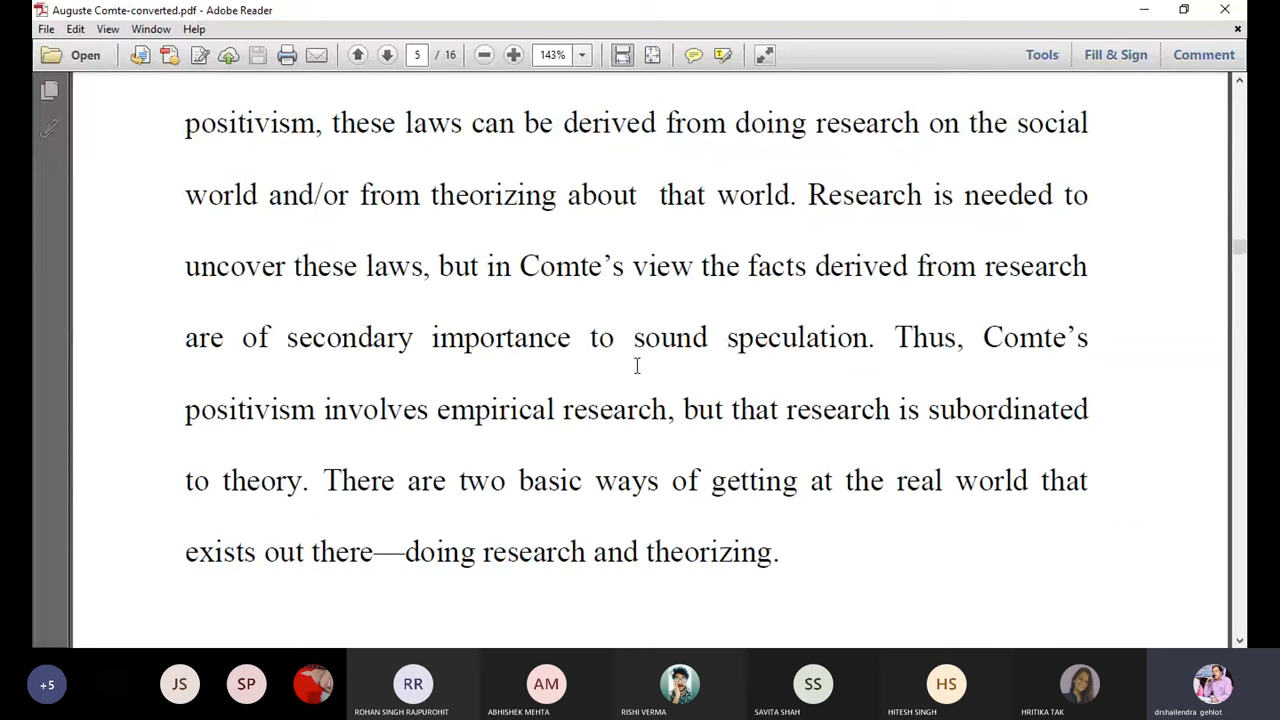 Auguste Comte-converted.pdf - Adobe Reader
File Edit View Window Help
Open 5 / 16 143% Tools Fill & Sign Comment
positivism, these laws can be derived from doing research on the social
world and/or from theorizing about that world. Research is needed to
uncover these laws, but in Comte’s view the facts derived from research
are of secondary importance to sound speculation. Thus, Comte’s
positivism involves empirical research, but that research is subordinated
to theory. There are two basic ways of getting at the real world that
exists out there—doing research and theorizing.
+5 JS SP RR AM SS HS
ROHAN SINGH RAJPUROHIT ABHISHEK MEHTA RISHI VERMA SAVITA SHAH HITESH SINGH HRITIKA TAK drshailendra gehlot